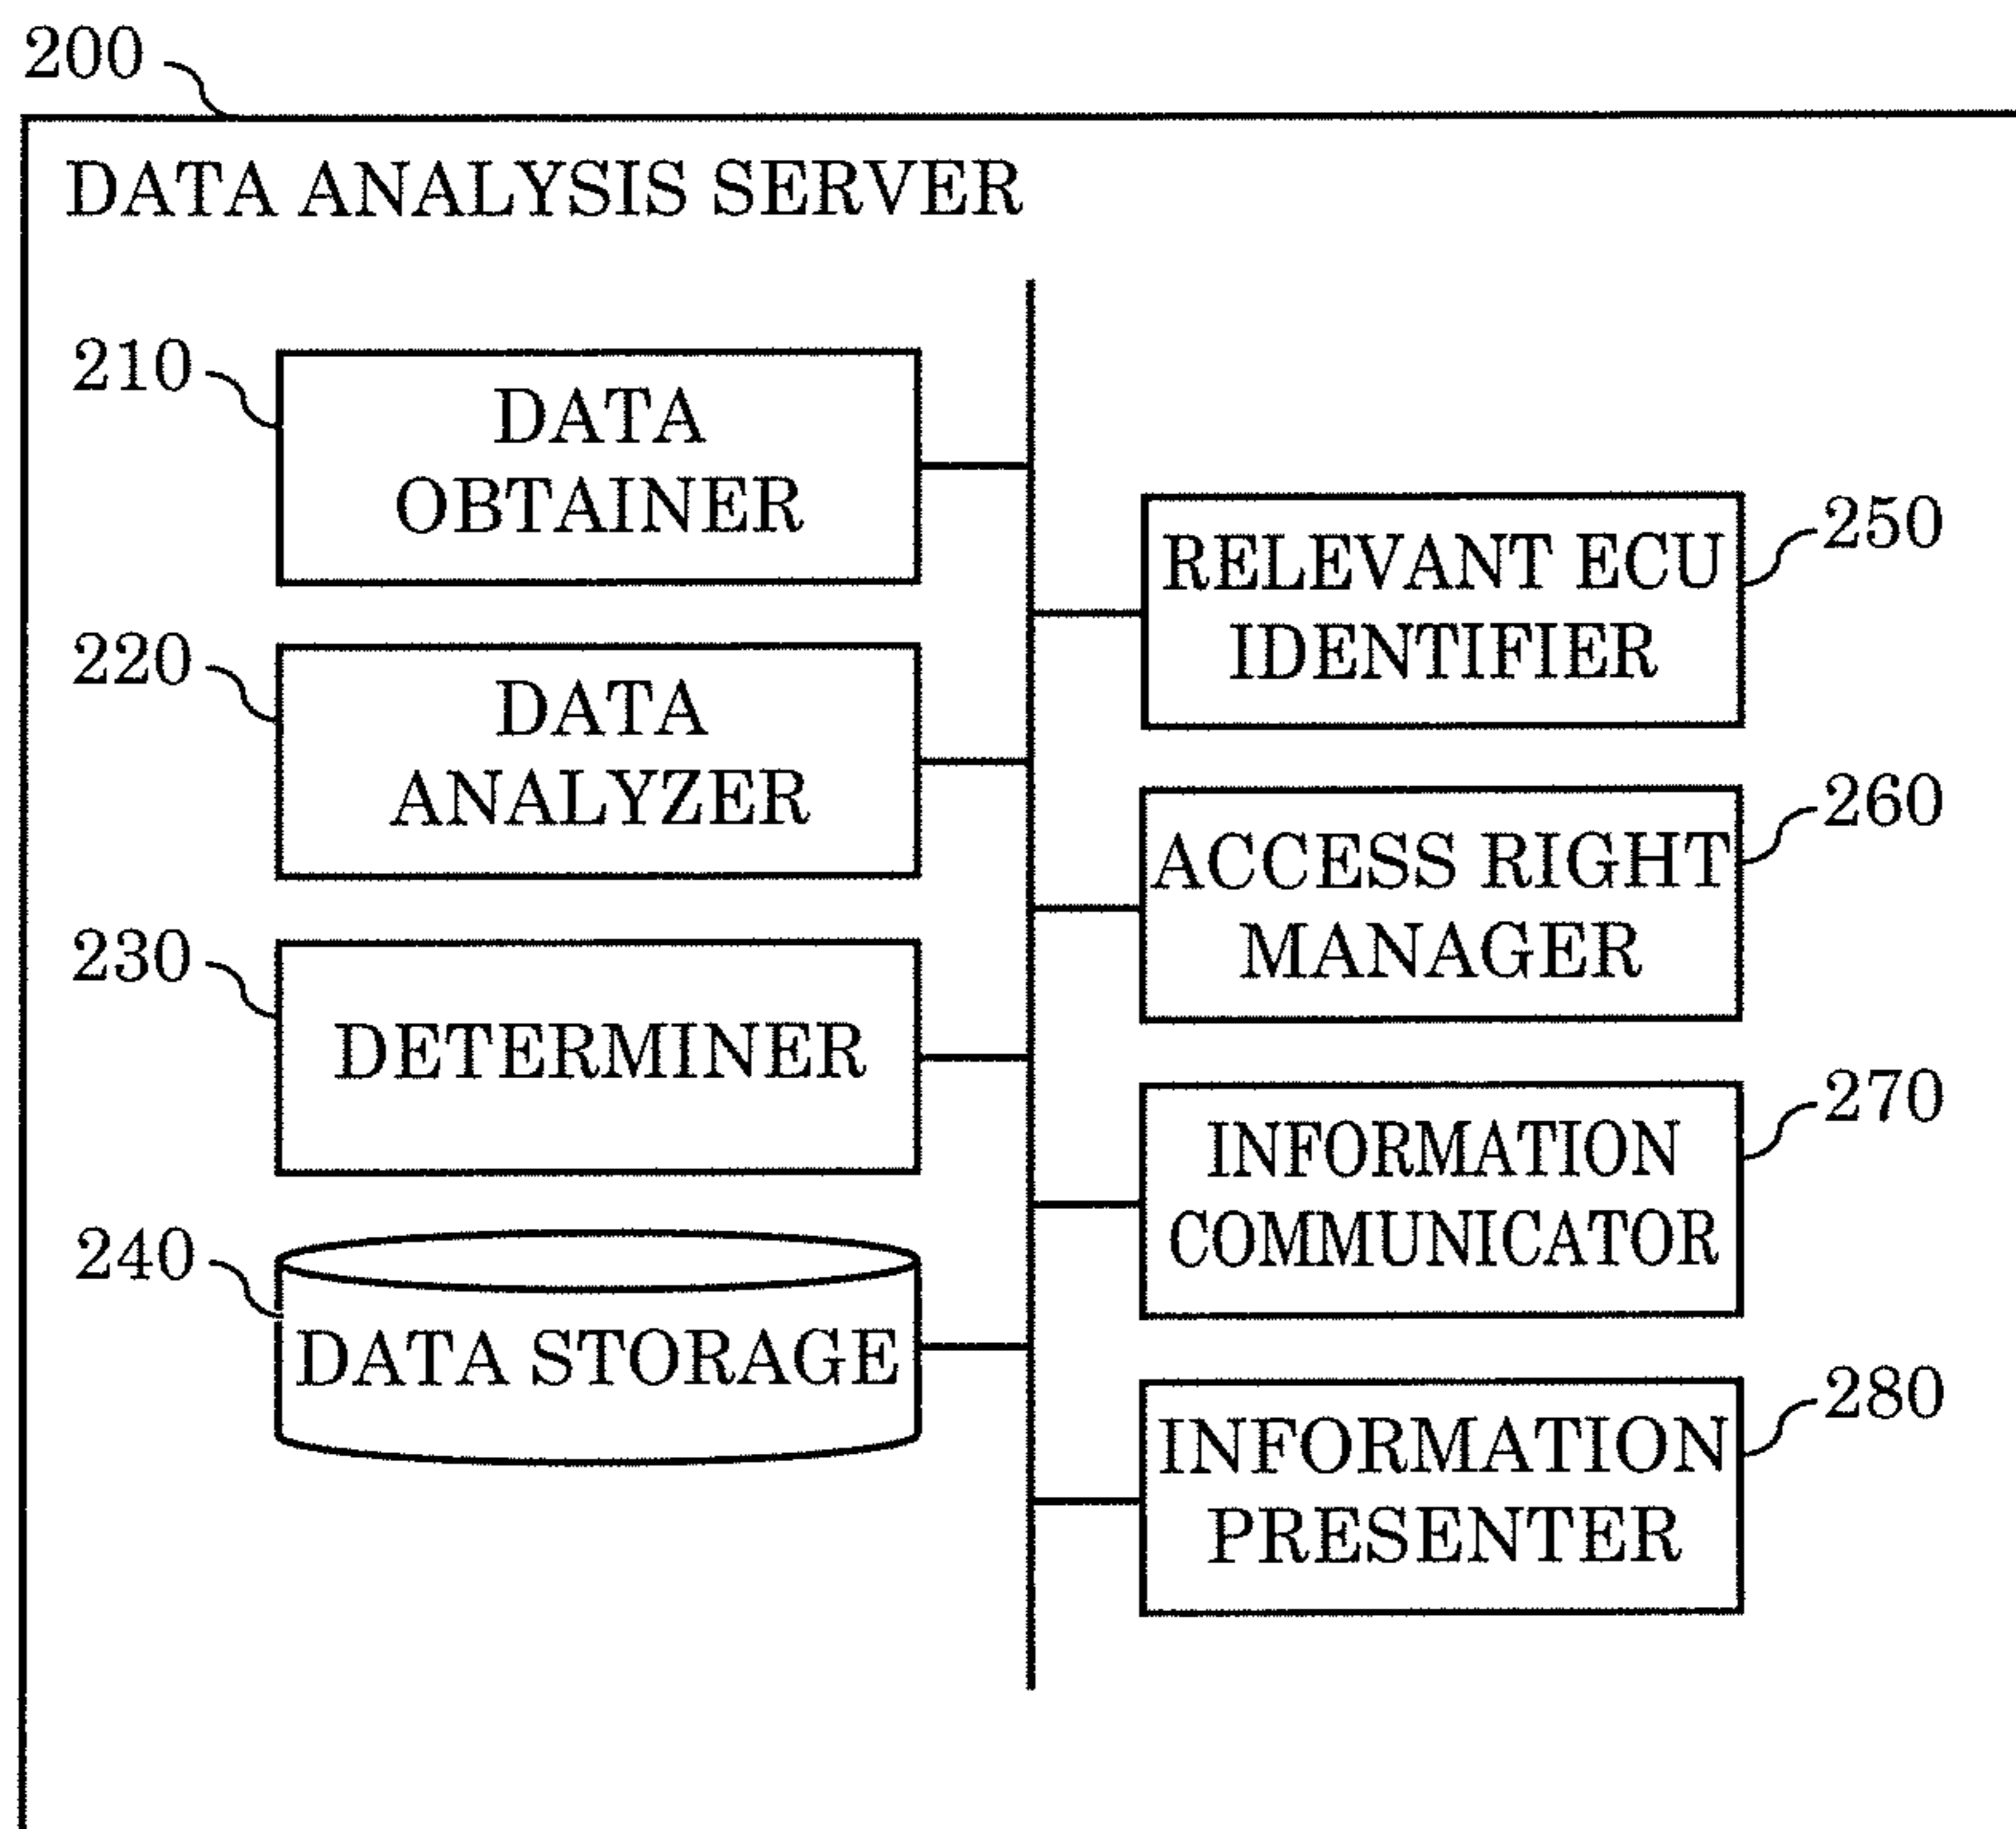 200
DATA ANALYSIS SERVER
210
DATA
OBTAINER
220
DATA
ANALYZER
230
DETERMINER
240
DATA STORAGE
250
RELEVANT ECU
IDENTIFIER
260
ACCESS RIGHT
MANAGER
270
INFORMATION
COMMUNICATOR
280
INFORMATION
PRESENTER